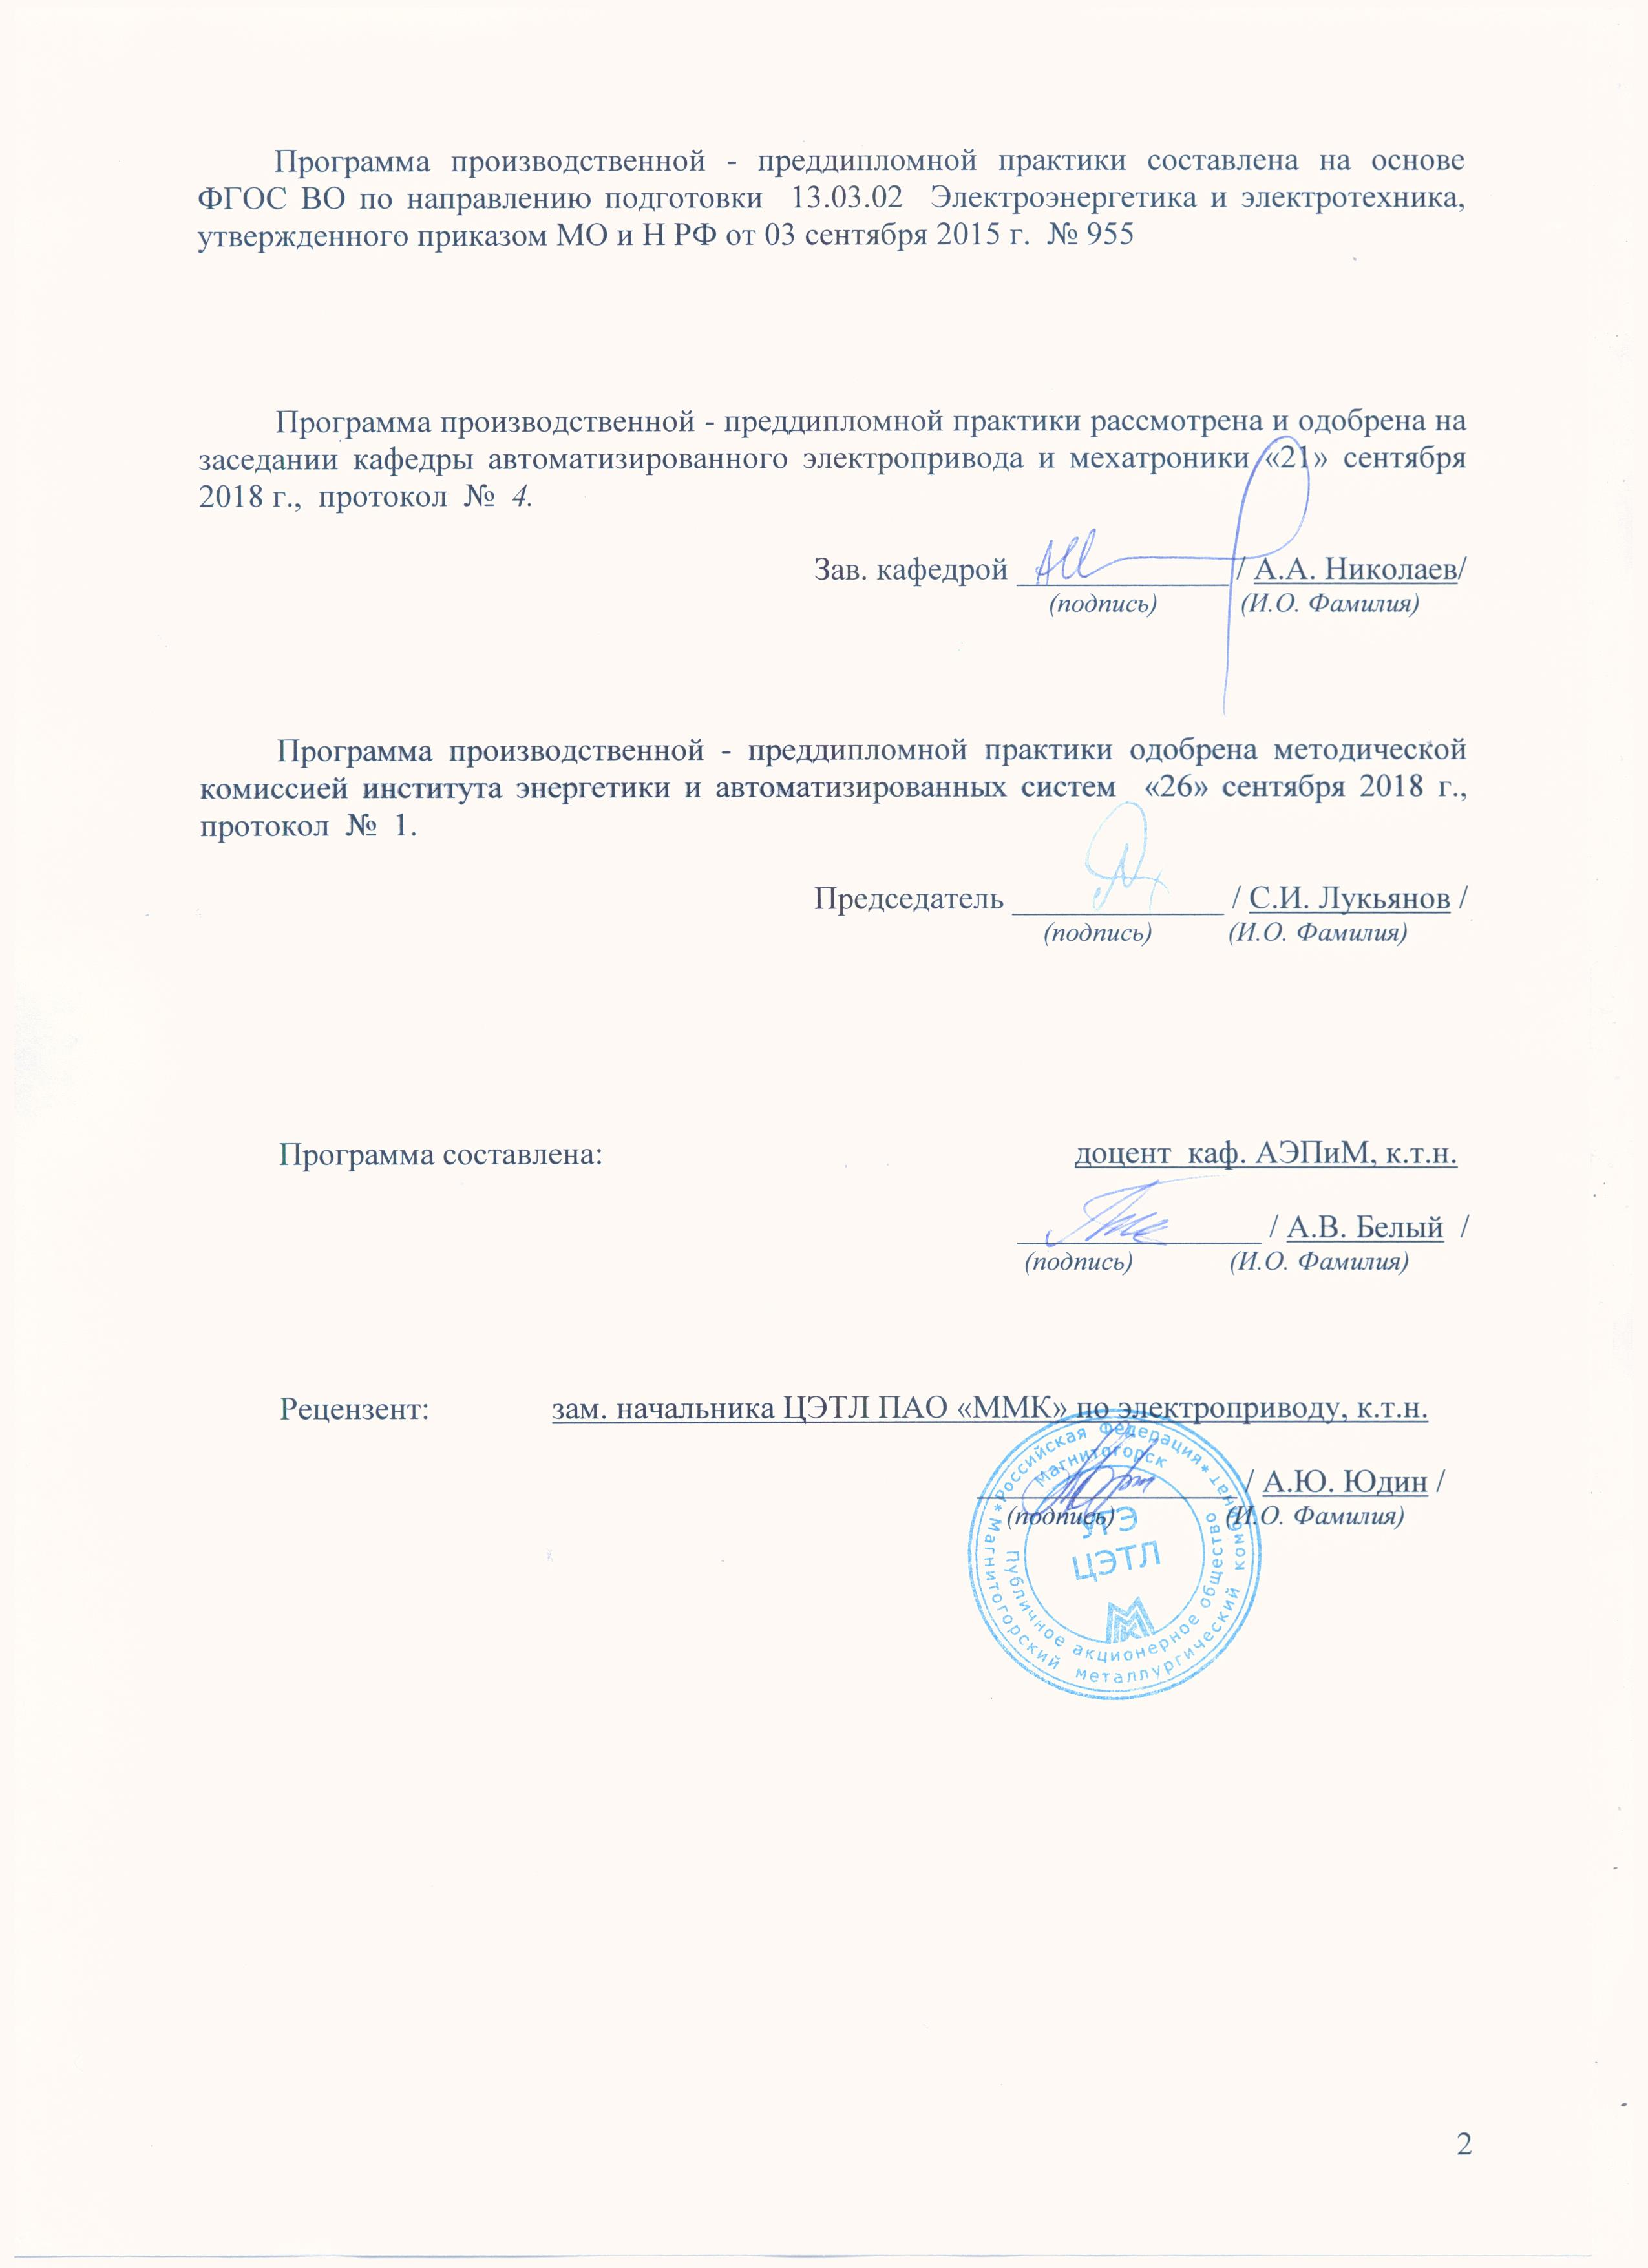 Программа производственной - преддипломной практики составлена на основе
ФГОС ВО по направлению подготовки 13.03.02 Электроэнергетика и электротехника,
утвержденного приказом МО и Н РФ от 03 сентября 2015 г. № 955
Программа производственной - преддипломной практики рассмотрена и одобрена на
заседании кафедры автоматизированного электропривода и мехатроники «21» сентября
2018 г., протокол № 4.
Зав. кафедрой ______________ / А.А. Николаев/
(подпись) (И.О. Фамилия)
Программа производственной - преддипломной практики одобрена методической
комиссией института энергетики и автоматизированных систем «26» сентября 2018 г.,
протокол № 1.
Председатель ______________ / С.И. Лукьянов /
(подпись) (И.О. Фамилия)
Программа составлена: доцент каф. АЭПиМ, к.т.н.
________________ / А.В. Белый /
(подпись) (И.О. Фамилия)
Рецензент: зам. начальника ЦЭТЛ ПАО «ММК» по электроприводу, к.т.н.
________________ / А.Ю. Юдин /
(подпись) (И.О. Фамилия)
*Российская Федерация*
Магнитогорск
УГЭ
ЦЭТЛ
Публичное акционерное общество
Магнитогорский металлургический комбинат
2